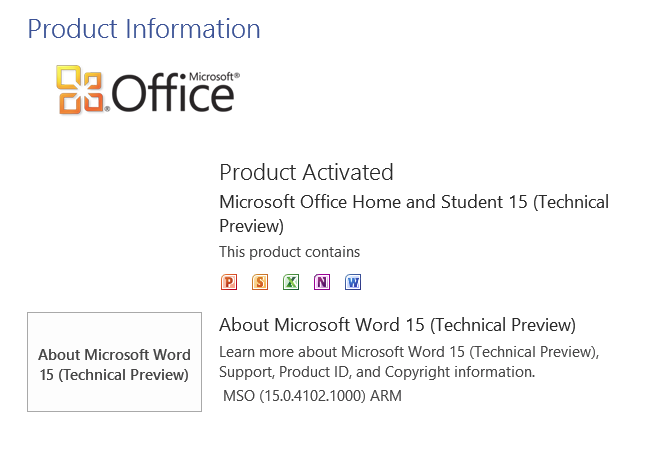 Product Information
Microsoft®
Office
Product Activated
Microsoft Office Home and Student 15 (Technical
Preview)
This product contains
P S X N W
About Microsoft Word
15 (Technical Preview)
About Microsoft Word 15 (Technical Preview)
Learn more about Microsoft Word 15 (Technical Preview),
Support, Product ID, and Copyright information.
MSO (15.0.4102.1000) ARM